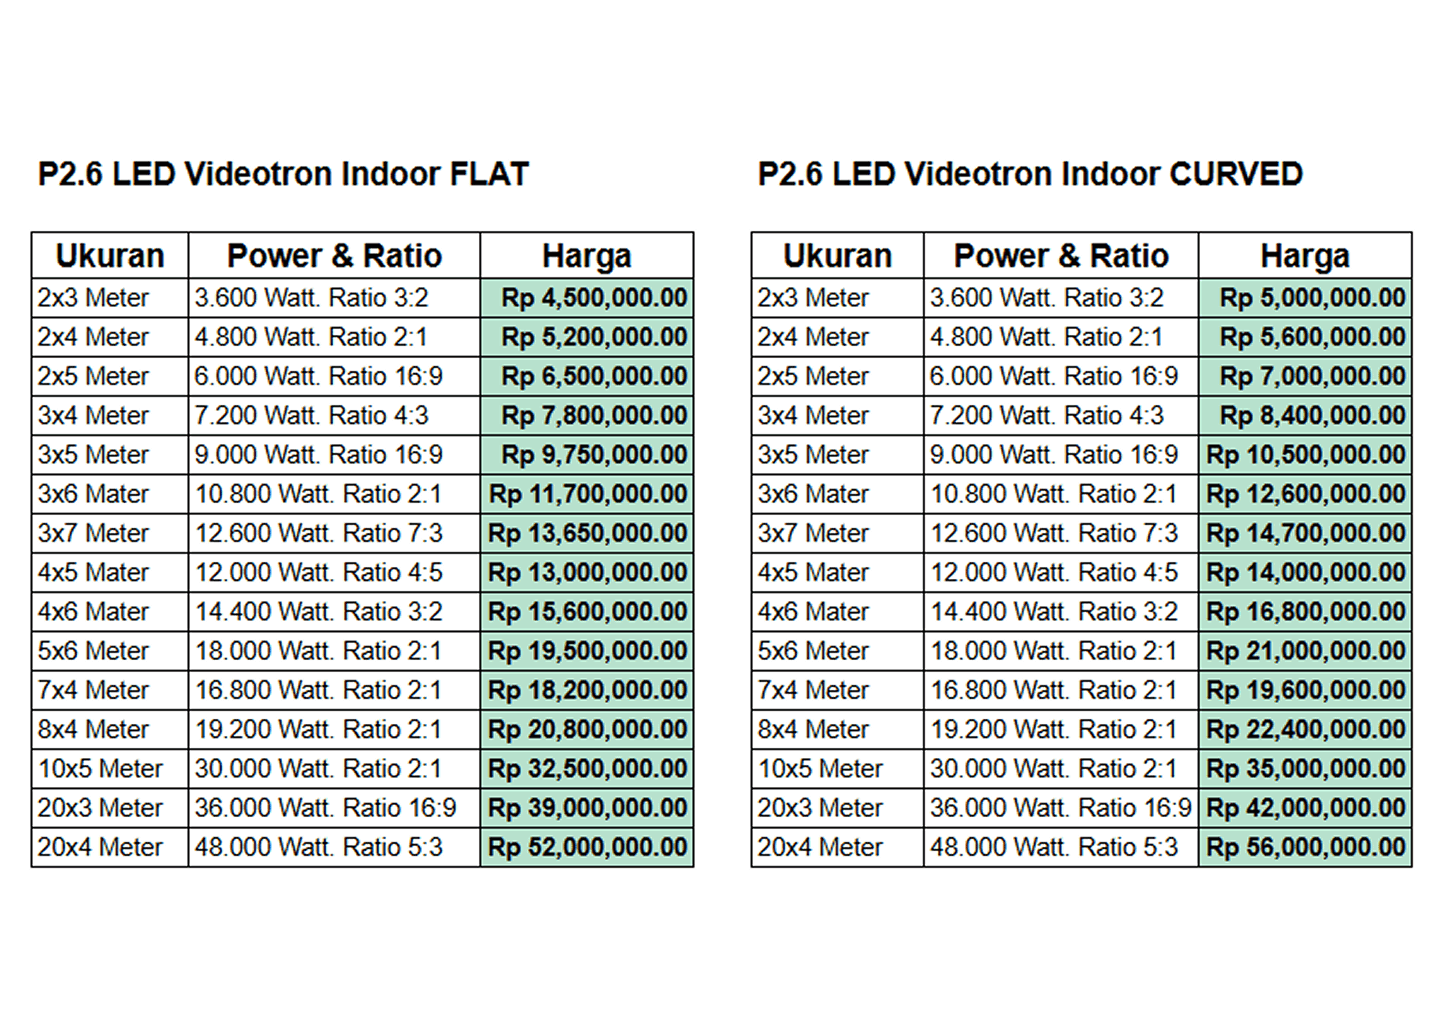 P2.6 LED Videotron Indoor FLAT
Ukuran Power & Ratio Harga
2x3 Meter 3.600 Watt. Ratio 3:2 Rp 4,500,000.00
2x4 Meter 4.800 Watt. Ratio 2:1 Rp 5,200,000.00
2x5 Meter 6.000 Watt. Ratio 16:9 Rp 6,500,000.00
3x4 Meter 7.200 Watt. Ratio 4:3 Rp 7,800,000.00
3x5 Meter 9.000 Watt. Ratio 16:9 Rp 9,750,000.00
3x6 Mater 10.800 Watt. Ratio 2:1 Rp 11,700,000.00
3x7 Meter 12.600 Watt. Ratio 7:3 Rp 13,650,000.00
4x5 Mater 12.000 Watt. Ratio 4:5 Rp 13,000,000.00
4x6 Mater 14.400 Watt. Ratio 3:2 Rp 15,600,000.00
5x6 Meter 18.000 Watt. Ratio 2:1 Rp 19,500,000.00
7x4 Meter 16.800 Watt. Ratio 2:1 Rp 18,200,000.00
8x4 Meter 19.200 Watt. Ratio 2:1 Rp 20,800,000.00
10x5 Meter 30.000 Watt. Ratio 2:1 Rp 32,500,000.00
20x3 Meter 36.000 Watt. Ratio 16:9 Rp 39,000,000.00
20x4 Meter 48.000 Watt. Ratio 5:3 Rp 52,000,000.00
P2.6 LED Videotron Indoor CURVED
Ukuran Power & Ratio Harga
2x3 Meter 3.600 Watt. Ratio 3:2 Rp 5,000,000.00
2x4 Meter 4.800 Watt. Ratio 2:1 Rp 5,600,000.00
2x5 Meter 6.000 Watt. Ratio 16:9 Rp 7,000,000.00
3x4 Meter 7.200 Watt. Ratio 4:3 Rp 8,400,000.00
3x5 Meter 9.000 Watt. Ratio 16:9 Rp 10,500,000.00
3x6 Mater 10.800 Watt. Ratio 2:1 Rp 12,600,000.00
3x7 Meter 12.600 Watt. Ratio 7:3 Rp 14,700,000.00
4x5 Mater 12.000 Watt. Ratio 4:5 Rp 14,000,000.00
4x6 Mater 14.400 Watt. Ratio 3:2 Rp 16,800,000.00
5x6 Meter 18.000 Watt. Ratio 2:1 Rp 21,000,000.00
7x4 Meter 16.800 Watt. Ratio 2:1 Rp 19,600,000.00
8x4 Meter 19.200 Watt. Ratio 2:1 Rp 22,400,000.00
10x5 Meter 30.000 Watt. Ratio 2:1 Rp 35,000,000.00
20x3 Meter 36.000 Watt. Ratio 16:9 Rp 42,000,000.00
20x4 Meter 48.000 Watt. Ratio 5:3 Rp 56,000,000.00